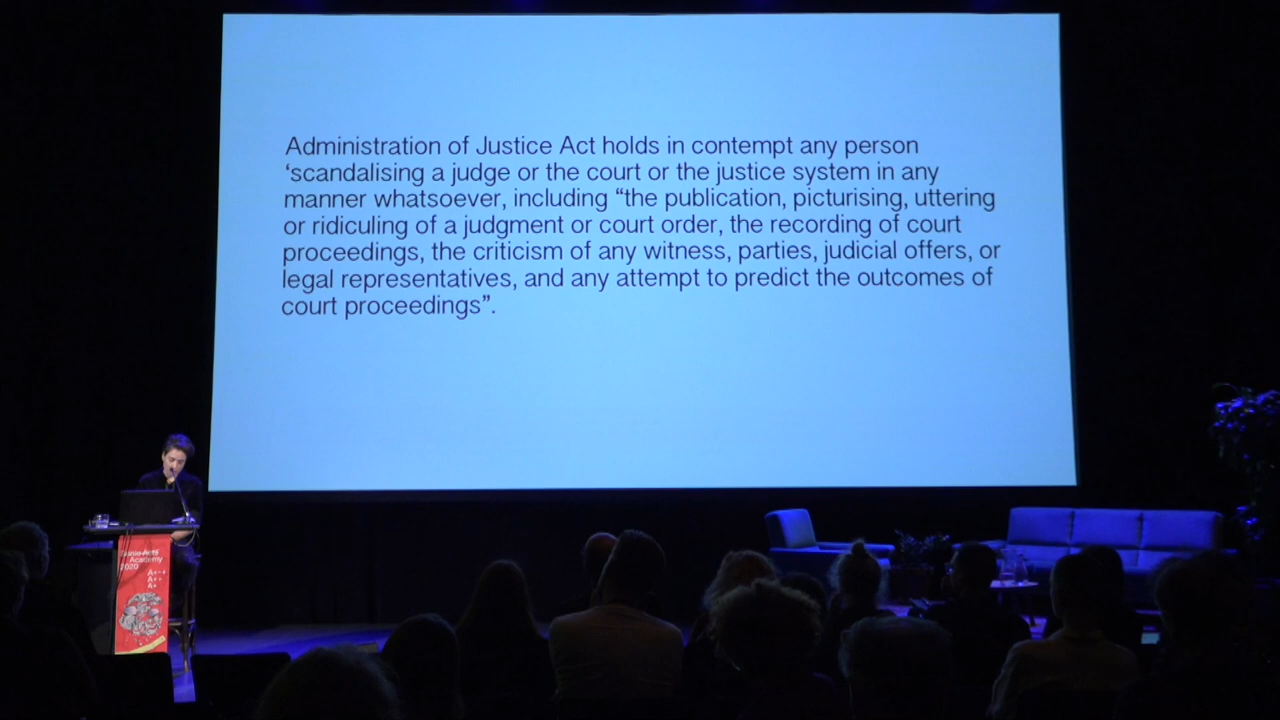 Administration of Justice Act holds in contempt any person
‘scandalising a judge or the court or the justice system in any
manner whatsoever, including “the publication, picturising, uttering
or ridiculing of a judgment or court order, the recording of court
proceedings, the criticism of any witness, parties, judicial offers, or
legal representatives, and any attempt to predict the outcomes of
court proceedings”.
Academy
2020